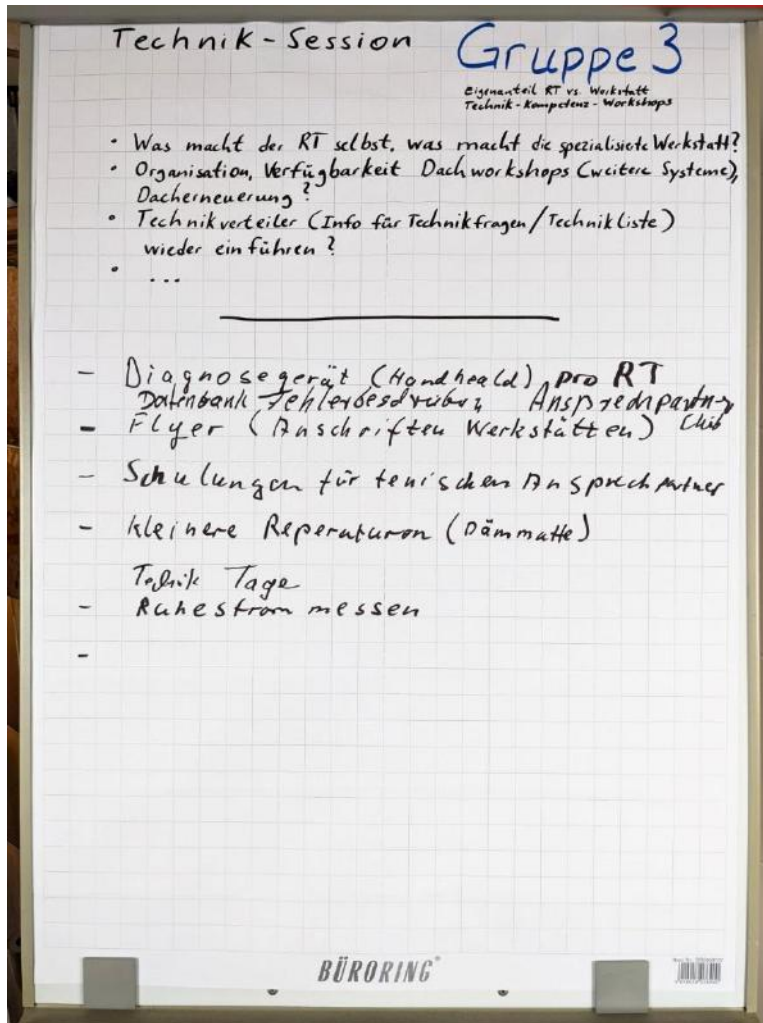 Technik-Session
Gruppe 3
Eigenanteil RT vs. Werkstatt
Technik-Kompetenz-Workshops
• Was macht der RT selbst, was macht die spezialisierte Werkstatt?
• Organisation, Verfügbarkeit Dachworkshops (weitere Systeme),
Dacherneuerung?
• Technikverteiler (Info für Technikfragen/Technikliste)
wieder einführen?
• ...
- Diagnosegerät (Handheald) pro RT
Datenbank Ansprechpartner
- Flyer (Anschriften Werkstätten) Club
- Schulungen für tenischen Ansprechpartner
- kleinere Reperaturen (Dämmatte)
Technik Tage
- Ruhestrom messen
-
BÜRORING